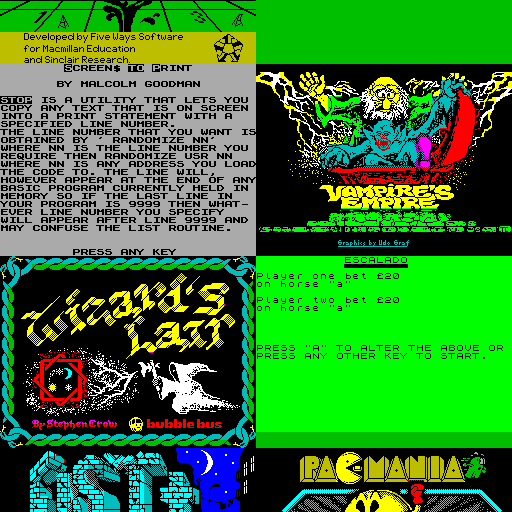 Developed by Five Ways Software
for Macmillan Education
and Sinclair Research.
SCREEN$ TO PRINT
BY MALCOLM GOODMAN
STOP IS A UTILITY THAT LETS YOU
COPY ANY TEXT THAT IS ON SCREEN
INTO A PRINT STATEMENT WITH A
SPECIFIED LINE NUMBER.
THE LINE NUMBER THAT YOU WANT IS
OBTAINED BY ' RANDOMIZE NN'
WHERE NN IS THE LINE NUMBER YOU
REQUIRE THEN RANDOMIZE USR NN
WHERE NN IS ANY ADDRESS YOU LOAD
THE CODE TO. THE LINE WILL
HOWEVER APPEAR AT THE END OF ANY
BASIC PROGRAM CURRENTLY HELD IN
MEMORY SO IF THE LAST LINE IN
YOUR PROGRAM IS 9999 THEN WHAT-
EVER LINE NUMBER YOU SPECIFY
WILL APPEAR AFTER LINE 9999 AND
MAY CONFUSE THE LIST ROUTINE.
PRESS ANY KEY
VAMPIRE'S
EMPIRE
Graphics by Udo Graf
Wizard's
Lair
By Stephen Crow
bubble bus
ESCALADO
Player one bet £20
on horse "a"
Player two bet £20
on horse "a"
PRESS "A" TO ALTER THE ABOVE OR
PRESS ANY OTHER KEY TO START.
PAC-MANIA